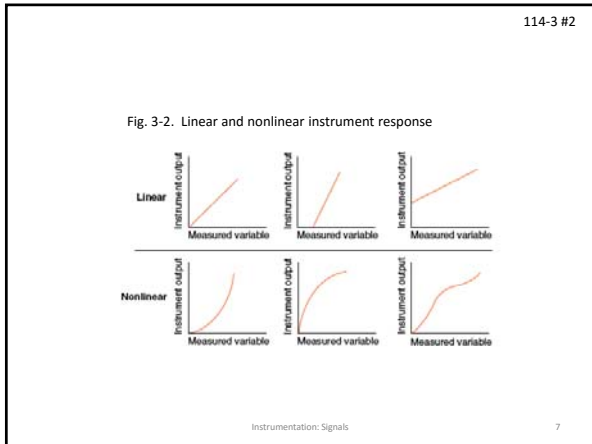 114-3 #2
Fig. 3-2. Linear and nonlinear instrument response
Linear
Instrument output
Measured variable
Instrument output
Measured variable
Instrument output
Measured variable
Nonlinear
Instrument output
Measured variable
Instrument output
Measured variable
Instrument output
Measured variable
Instrumentation: Signals
7